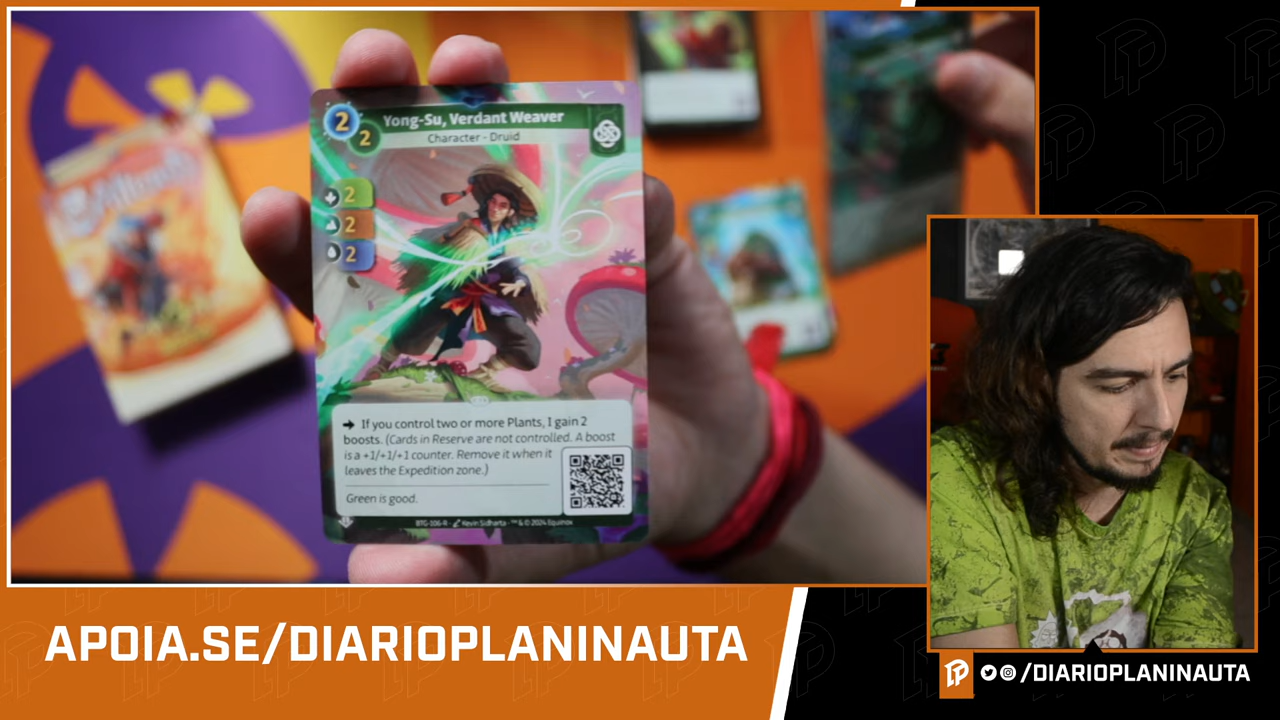 2
2
Yong-Su, Verdant Weaver
Character - Druid
2
2
2
If you control two or more Plants, I gain 2
boosts. (Cards in Reserve are not controlled. A boost
is a +1/+1/+1 counter. Remove it when it
leaves the Expedition zone.)
Green is good.
BTG-106-R - Kevin Sidharta - ™ & © 2024 Equinox
APOIA.SE/DIARIOPLANINAUTA
/DIARIOPLANINAUTA